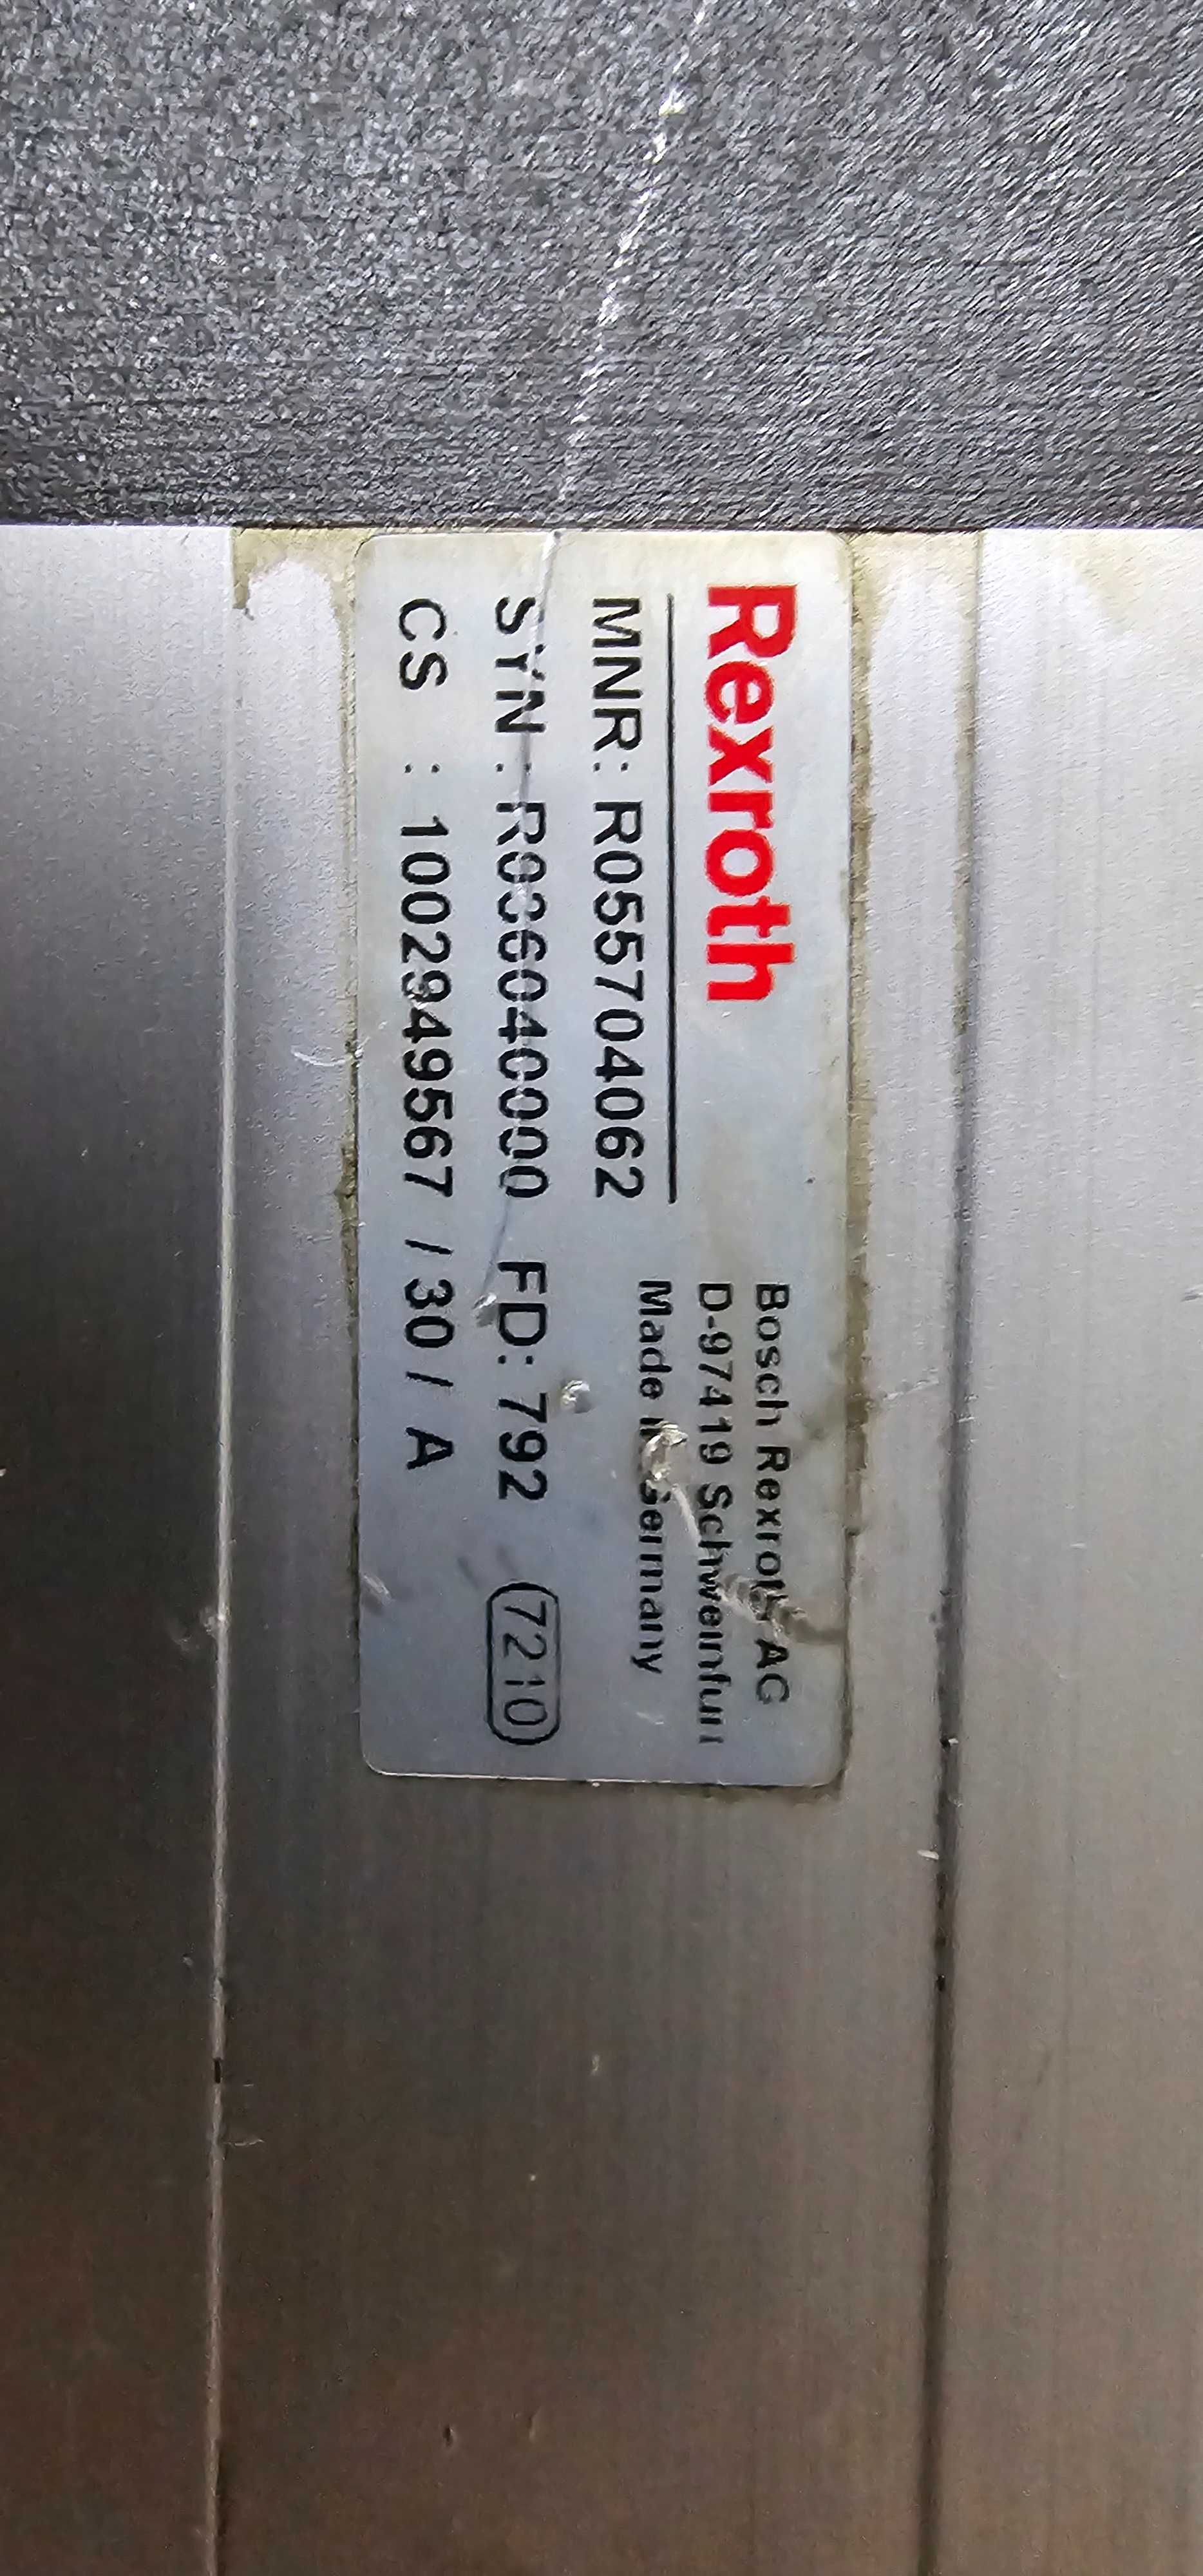 Rexroth
Bosch Rexroth AG
D-97419 Schweinfurt
Made in Germany
MNR: R055704062
SYN : R036040000 FD: 792 7210
CS : 1002949567 / 30 / A